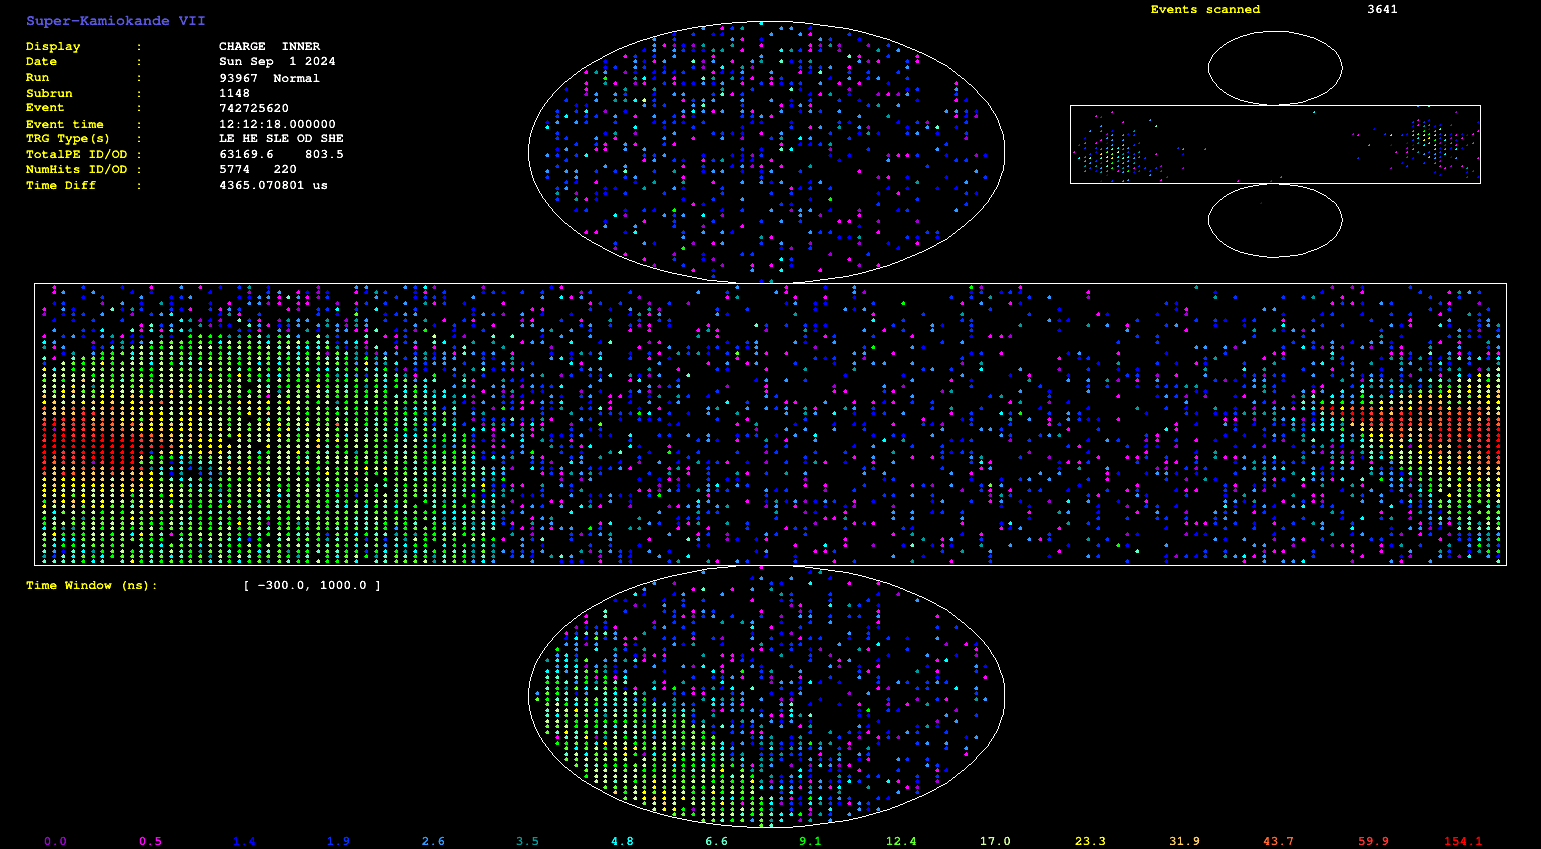 Super-Kamiokande VII
Events scanned 3641
Display : CHARGE INNER
Date : Sun Sep 1 2024
Run : 93967 Normal
Subrun : 1148
Event : 742725620
Event time : 12:12:18.000000
TRG Type(s) : LE HE SLE OD SHE
TotalPE ID/OD : 63169.6 803.5
NumHits ID/OD : 5774 220
Time Diff : 4365.070801 us
Time Window (ns): [ -300.0, 1000.0 ]
0.0 0.5 1.4 1.9 2.6 3.5 4.8 6.6 9.1 12.4 17.0 23.3 31.9 43.7 59.9 154.1